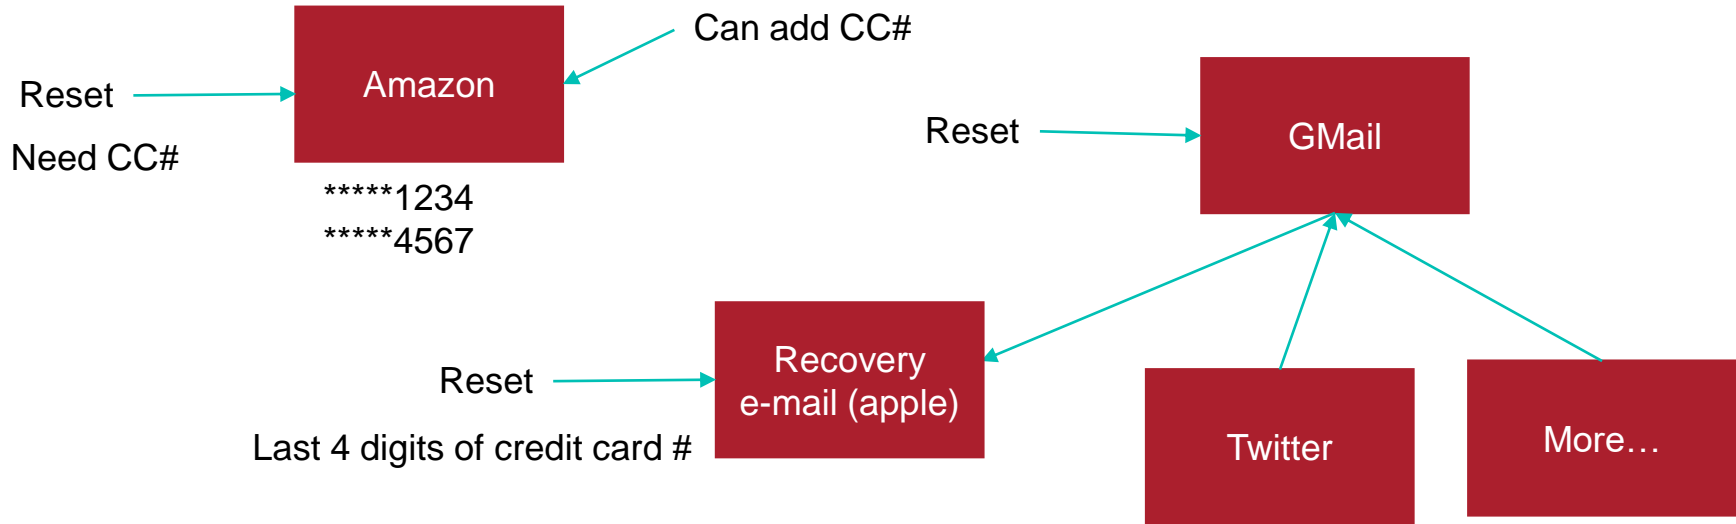 Can add CC#
Amazon
Reset
Need CC#
*****1234
*****4567
Reset
GMail
Recovery
e-mail (apple)
Reset
Last 4 digits of credit card #
Twitter
More…